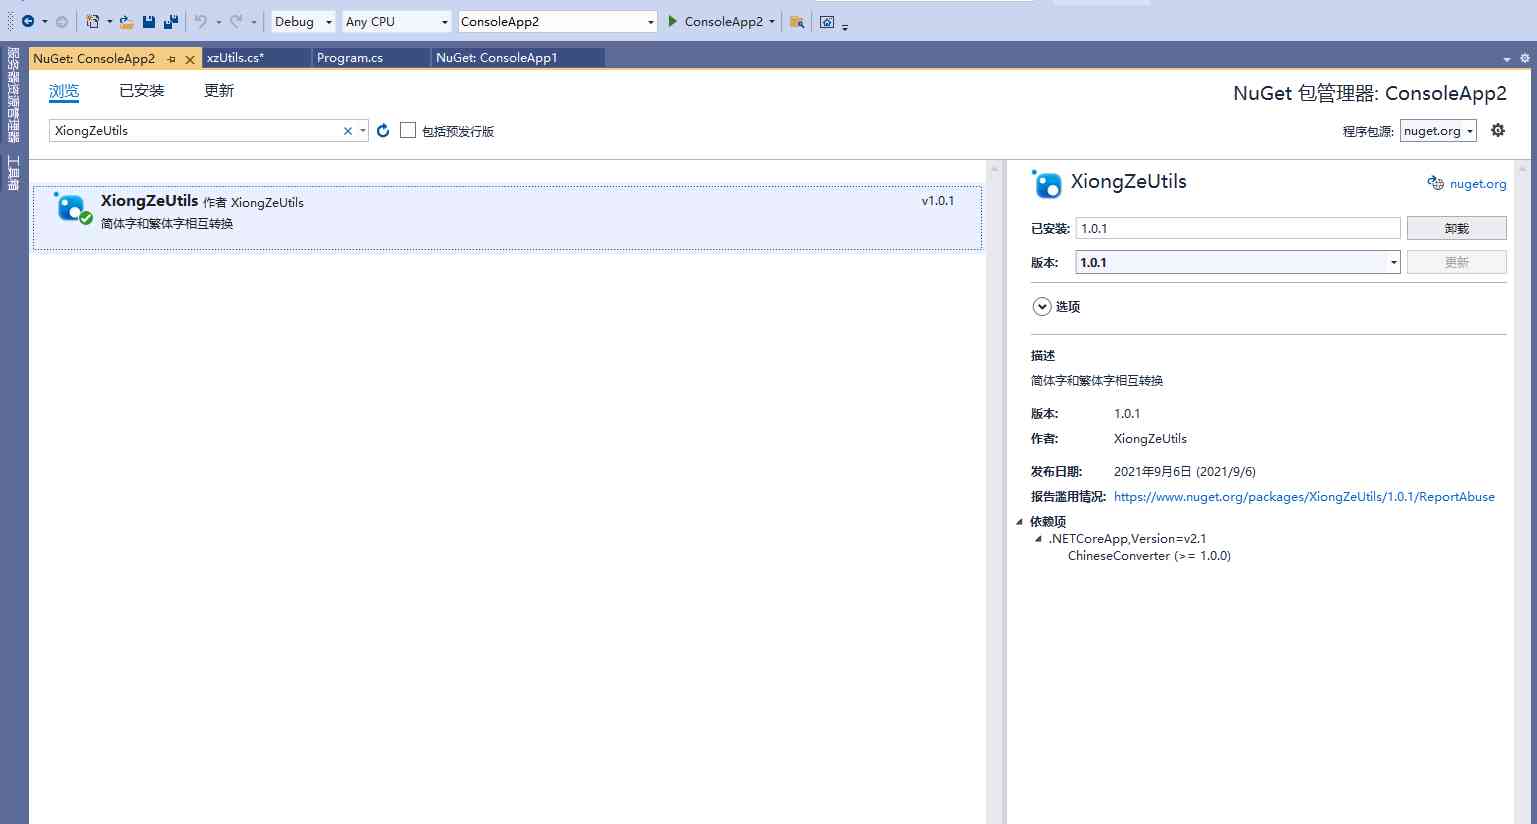 Debug
Any CPU
ConsoleApp2
ConsoleApp2
服务器资源管理器
工具箱
NuGet: ConsoleApp2
xzUtils.cs*
Program.cs
NuGet: ConsoleApp1
浏览
已安装
更新
NuGet 包管理器: ConsoleApp2
XiongZeUtils
包括预发行版
程序包源: nuget.org
XiongZeUtils 作者 XiongZeUtils
v1.0.1
简体字和繁体字相互转换
XiongZeUtils
nuget.org
已安装: 1.0.1
卸载
版本: 1.0.1
更新
选项
描述
简体字和繁体字相互转换
版本: 1.0.1
作者: XiongZeUtils
发布日期: 2021年9月6日 (2021/9/6)
报告滥用情况: https://www.nuget.org/packages/XiongZeUtils/1.0.1/ReportAbuse
依赖项
.NETCoreApp,Version=v2.1
ChineseConverter (>= 1.0.0)